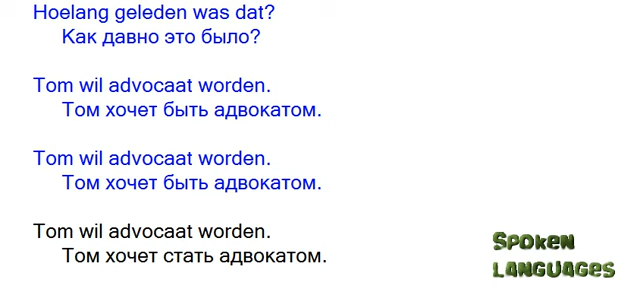 Hoelang geleden was dat?
Как давно это было?
Tom wil advocaat worden.
Том хочет быть адвокатом.
Tom wil advocaat worden.
Том хочет быть адвокатом.
Tom wil advocaat worden.
Том хочет стать адвокатом.
Spoken
Languages